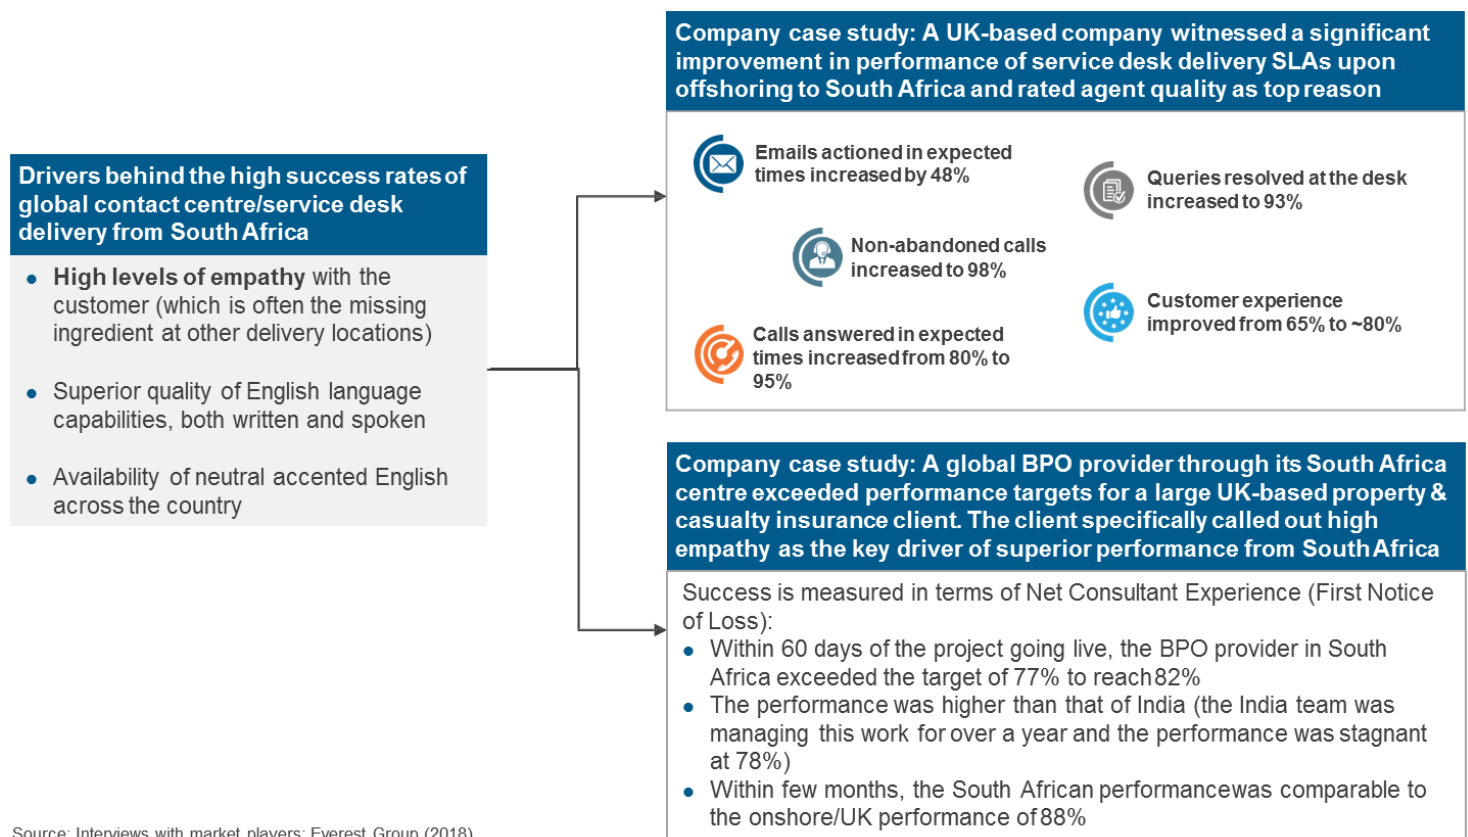 Drivers behind the high success rates of
global contact centre/service desk
delivery from South Africa
High levels of empathy with the
customer (which is often the missing
ingredient at other delivery locations)
Superior quality of English language
capabilities, both written and spoken
Availability of neutral accented English
across the country
Company case study: A UK-based company witnessed a significant
improvement in performance of service desk delivery SLAs upon
offshoring to South Africa and rated agent quality as top reason
Emails actioned in expected
times increased by 48%
Queries resolved at the desk
increased to 93%
Non-abandoned calls
increased to 98%
Customer experience
improved from 65% to ~80%
Calls answered in expected
times increased from 80% to
95%
Company case study: A global BPO provider through its South Africa
centre exceeded performance targets for a large UK-based property &
casualty insurance client. The client specifically called out high
empathy as the key driver of superior performance from South Africa
Success is measured in terms of Net Consultant Experience (First Notice
of Loss):
Within 60 days of the project going live, the BPO provider in South
Africa exceeded the target of 77% to reach 82%
The performance was higher than that of India (the India team was
managing this work for over a year and the performance was stagnant
at 78%)
Within few months, the South African performance was comparable to
the onshore/UK performance of 88%
Source: Interviews with market players; Everest Group (2018)